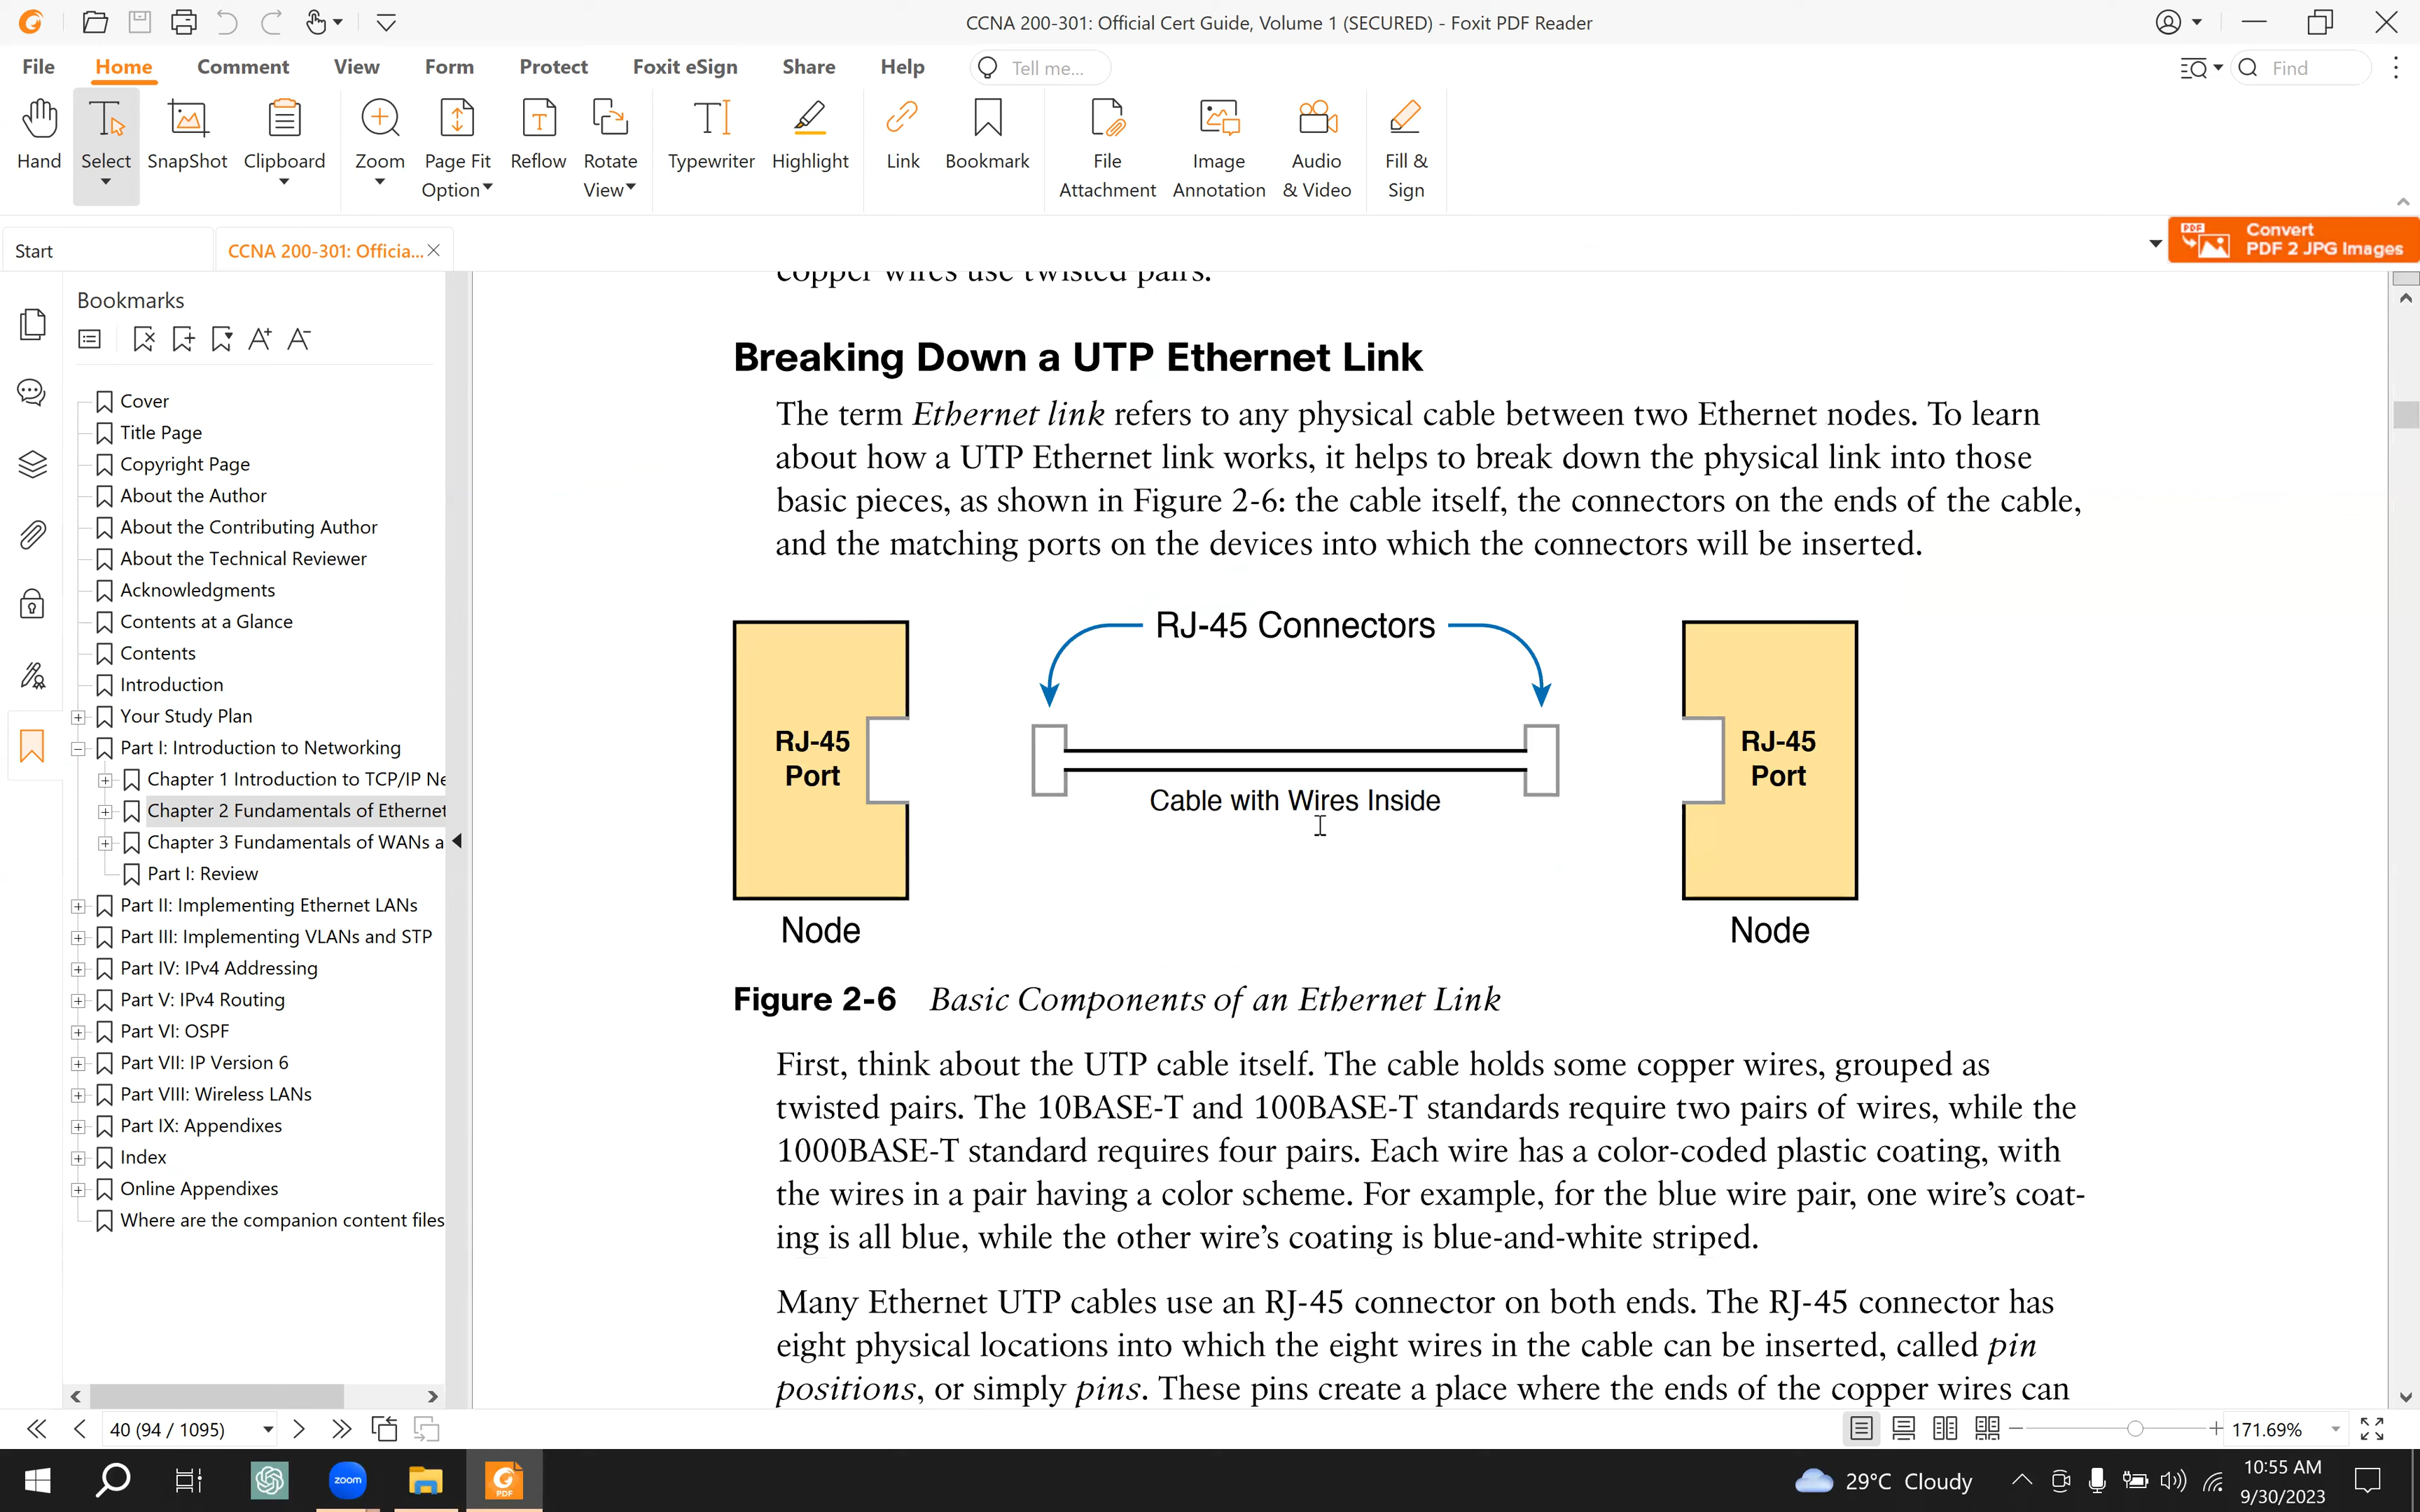 CCNA 200-301: Official Cert Guide, Volume 1 (SECURED) - Foxit PDF Reader
File Home Comment View Form Protect Foxit eSign Share Help Tell me... Find
Hand Select SnapShot Clipboard Zoom Page Fit Option Reflow Rotate View Typewriter Highlight Link Bookmark File Attachment Image Annotation Audio & Video Fill & Sign
Start CCNA 200-301: Officia...
PDF Convert
PDF 2 JPG Images
Bookmarks
Cover
Title Page
Copyright Page
About the Author
About the Contributing Author
About the Technical Reviewer
Acknowledgments
Contents at a Glance
Contents
Introduction
Your Study Plan
Part I: Introduction to Networking
Chapter 1 Introduction to TCP/IP Ne
Chapter 2 Fundamentals of Ethernet
Chapter 3 Fundamentals of WANs a
Part I: Review
Part II: Implementing Ethernet LANs
Part III: Implementing VLANs and STP
Part IV: IPv4 Addressing
Part V: IPv4 Routing
Part VI: OSPF
Part VII: IP Version 6
Part VIII: Wireless LANs
Part IX: Appendixes
Index
Online Appendixes
Where are the companion content files
copper wires use twisted pairs.
Breaking Down a UTP Ethernet Link
The term Ethernet link refers to any physical cable between two Ethernet nodes. To learn
about how a UTP Ethernet link works, it helps to break down the physical link into those
basic pieces, as shown in Figure 2-6: the cable itself, the connectors on the ends of the cable,
and the matching ports on the devices into which the connectors will be inserted.
RJ-45 Connectors
RJ-45
Port
Cable with Wires Inside
RJ-45
Port
Node
Node
Figure 2-6 Basic Components of an Ethernet Link
First, think about the UTP cable itself. The cable holds some copper wires, grouped as
twisted pairs. The 10BASE-T and 100BASE-T standards require two pairs of wires, while the
1000BASE-T standard requires four pairs. Each wire has a color-coded plastic coating, with
the wires in a pair having a color scheme. For example, for the blue wire pair, one wire’s coat-
ing is all blue, while the other wire’s coating is blue-and-white striped.
Many Ethernet UTP cables use an RJ-45 connector on both ends. The RJ-45 connector has
eight physical locations into which the eight wires in the cable can be inserted, called pin
positions, or simply pins. These pins create a place where the ends of the copper wires can
40 (94 / 1095)
171.69%
zoom
PDF
29°C Cloudy
10:55 AM
9/30/2023